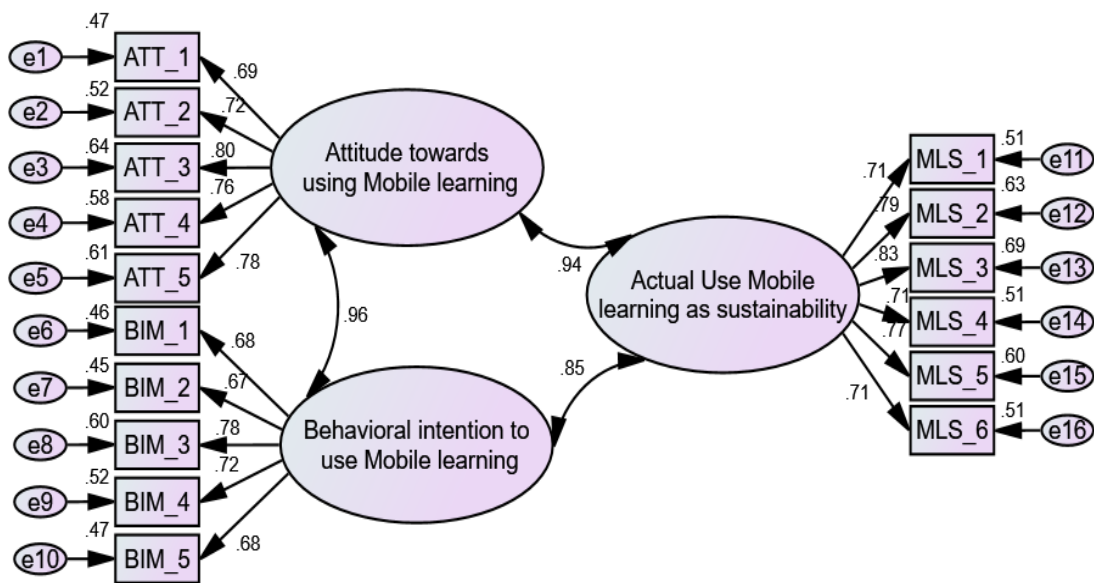 .47
e1 ATT_1
.69
.52
e2 ATT_2
.72
.64
e3 ATT_3
.80
.58
e4 ATT_4
.76
.61
e5 ATT_5
.78
Attitude towards
using Mobile learning
.46
e6 BIM_1
.68
.45
e7 BIM_2
.67
.60
e8 BIM_3
.78
.52
e9 BIM_4
.72
.47
e10 BIM_5
.68
Behavioral intention to
use Mobile learning
.96
.94
.85
Actual Use Mobile
learning as sustainability
.71
MLS_1 .51 e11
.79
MLS_2 .63 e12
.83
MLS_3 .69 e13
.71
MLS_4 .51 e14
.77
MLS_5 .60 e15
.71
MLS_6 .51 e16